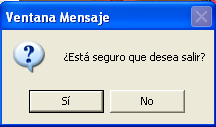 Ventana Mensaje
¿Está seguro que desea salir?
Sí
No